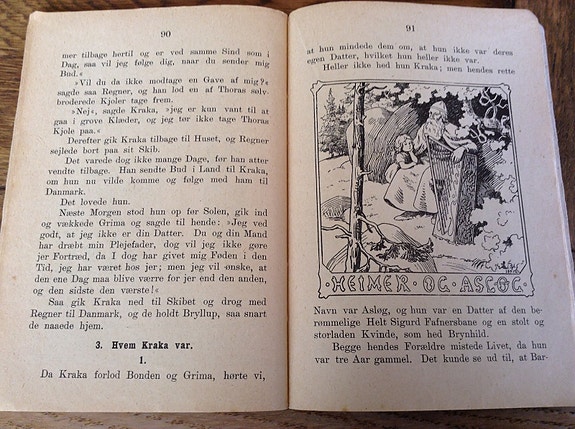 90
mer tilbage hertil og er ved samme Sind som i
Dag, saa vil jeg følge dig, naar du sender mig
Bud.«
»Vil du da ikke modtage en Gave af mig?«
sagde saa Regner, og han lod en af Thoras sølv-
broderede Kjoler tage frem.
»Nej«, sagde Kraka, »jeg er kun vant til at
gaa i grove Klæder, og jeg tør ikke tage Thoras
Kjole paa.«
Derefter gik Kraka tilbage til Huset, og Regner
sejlede bort paa sit Skib.
Det varede dog ikke mange Dage, før han atter
vendte tilbage. Han sendte Bud i Land til Kraka,
om hun nu vilde komme og følge med ham til
Danmark.
Det lovede hun.
Næste Morgen stod hun op før Solen, gik ind
og vækkede Grima og sagde til hende: »Jeg ved
godt, at jeg ikke er din Datter. Du og din Mand
har dræbt min Plejefader, dog vil jeg ikke gøre
jer Fortræd, da I dog har givet mig Føden i den
Tid, jeg har været hos jer; men jeg vil ønske, at
den ene Dag maa blive værre for jer end den anden,
og den sidste den værste!«
Saa gik Kraka ned til Skibet og drog med
Regner til Danmark, og de holdt Bryllup, saa snart
de naaede hjem.
3. Hvem Kraka var.
1.
Da Kraka forlod Bonden og Grima, hørte vi,
91
at hun mindede dem om, at hun ikke var deres
egen Datter, hvilket hun heller ikke var.
Heller ikke hed hun Kraka; men hendes rette
HEIMER · OG · ASLØG
Navn var Asløg, og hun var en Datter af den be-
rømmelige Helt Sigurd Fafnersbane og en stolt og
storladen Kvinde, som hed Brynhild.
Begge hendes Forældre mistede Livet, da hun
var tre Aar gammel. Det kunde se ud til, at Bar-